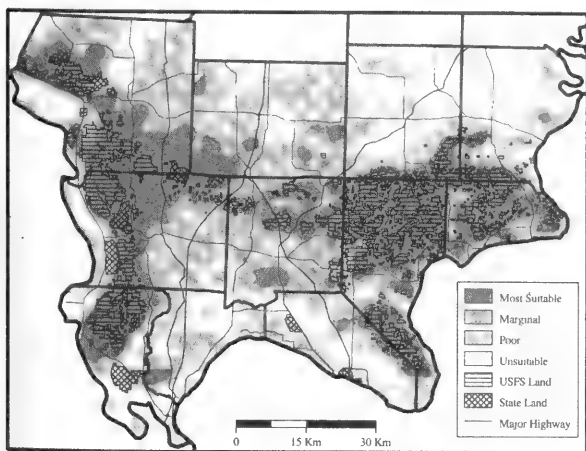 Most Suitable
Marginal
Poor
Unsuitable
USFS Land
State Land
Major Highway
0 15 Km 30 Km